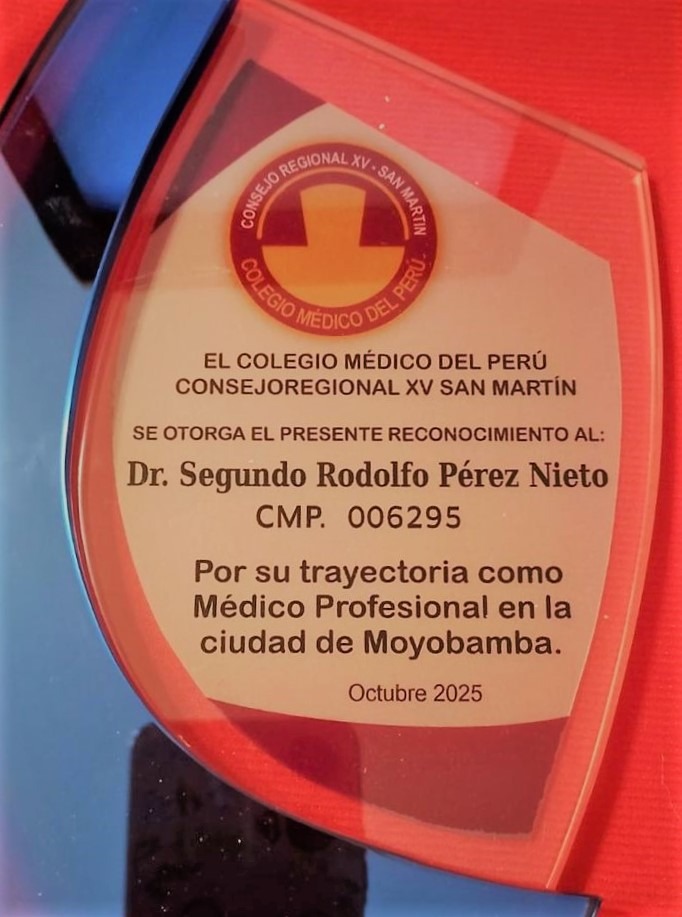 CONSEJO REGIONAL XV - SAN MARTIN
COLEGIO MÉDICO DEL PERÚ.
EL COLEGIO MÉDICO DEL PERÚ
CONSEJOREGIONAL XV SAN MARTÍN
SE OTORGA EL PRESENTE RECONOCIMIENTO AL:
Dr. Segundo Rodolfo Pérez Nieto
CMP. 006295
Por su trayectoria como
Médico Profesional en la
ciudad de Moyobamba.
Octubre 2025